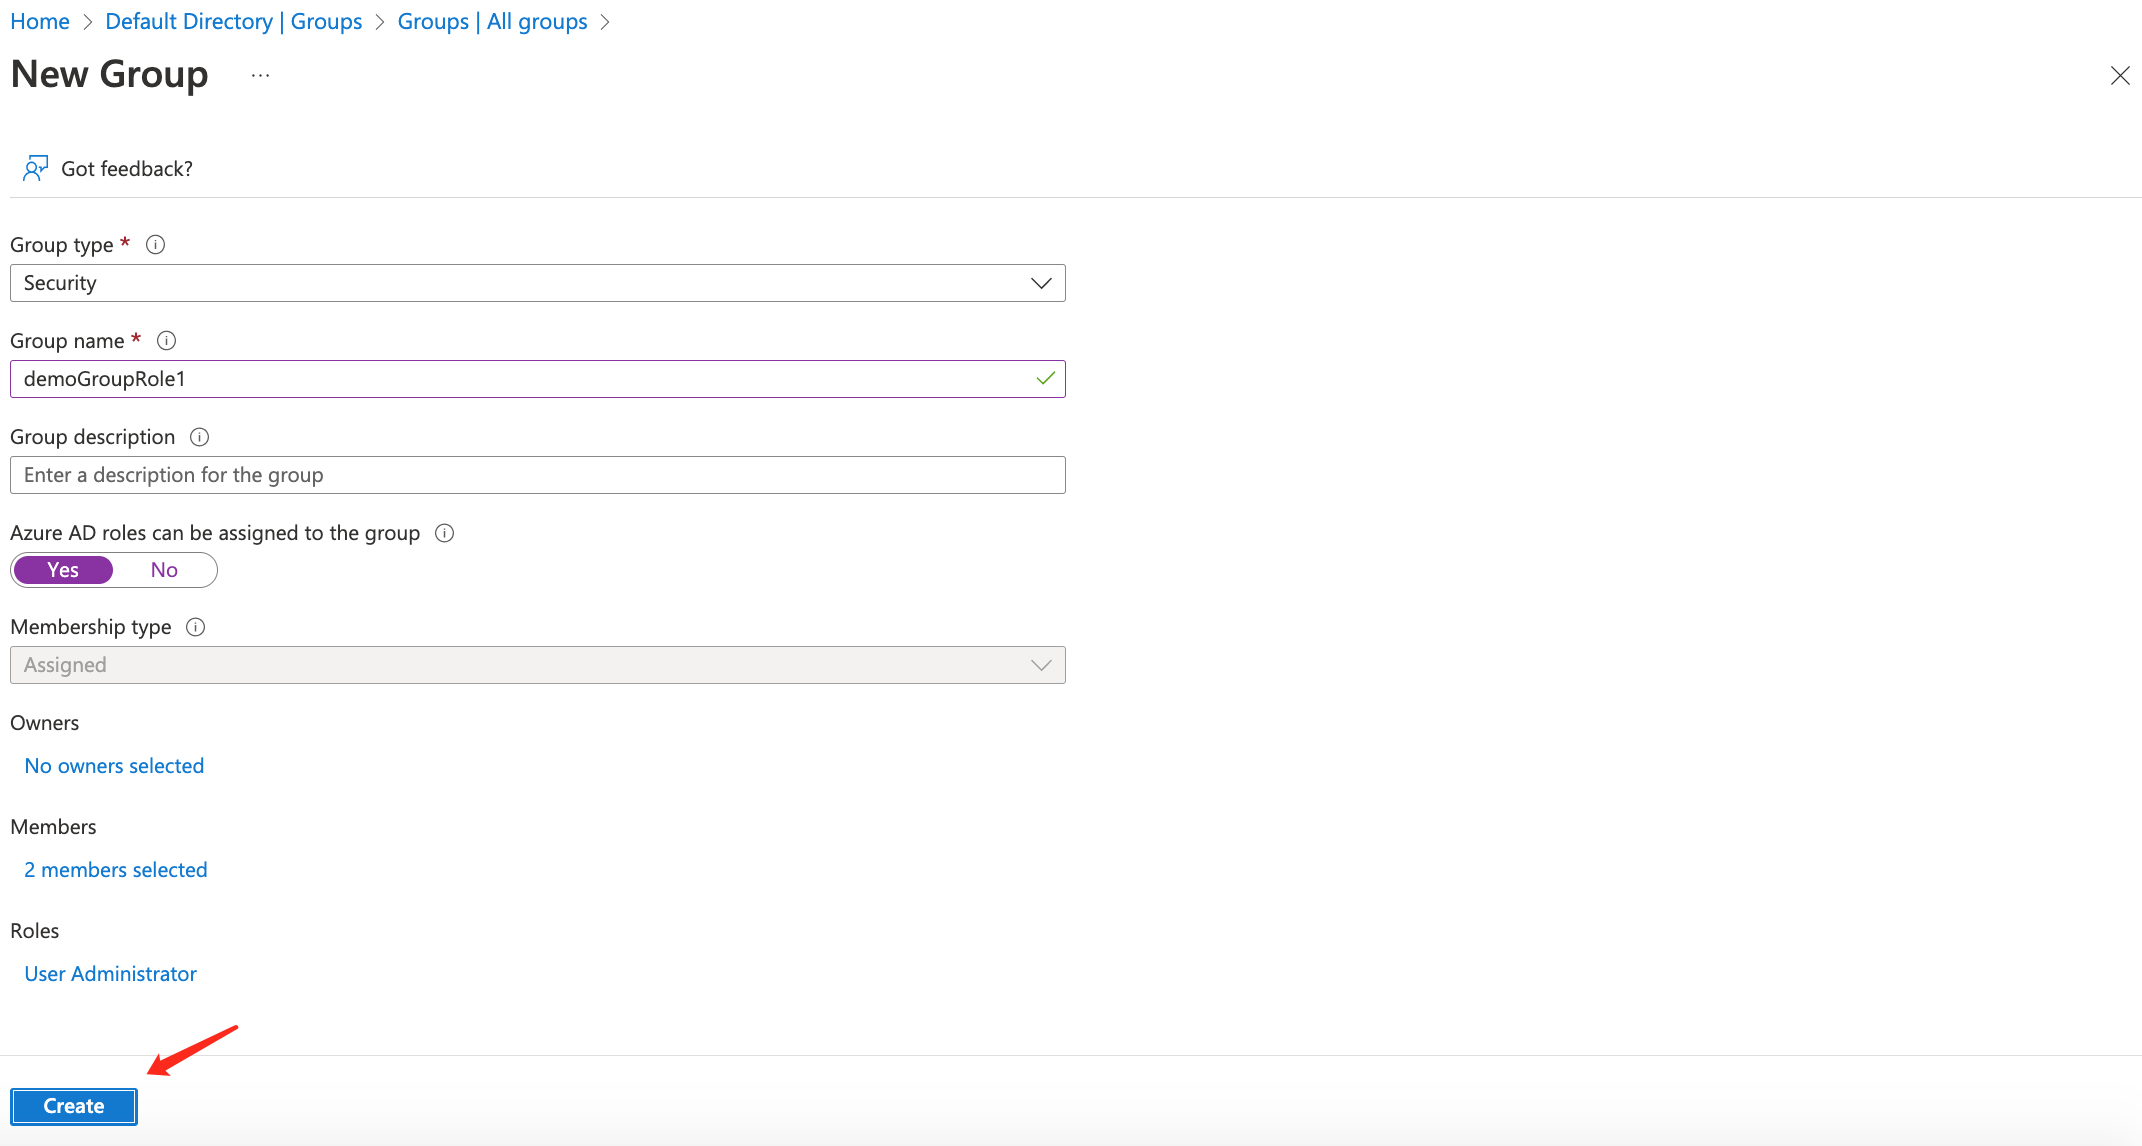 Home > Default Directory | Groups > Groups | All groups >
New Group ...
Got feedback?
Group type *
Security
Group name *
demoGroupRole1
Group description
Enter a description for the group
Azure AD roles can be assigned to the group
Yes No
Membership type
Assigned
Owners
No owners selected
Members
2 members selected
Roles
User Administrator
Create